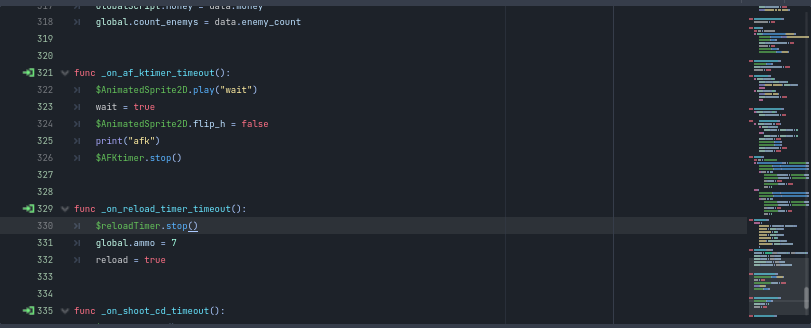 317 globalScript.money = data.money
318 global.count_enemys = data.enemy_count
319
320
321 func _on_af_ktimer_timeout():
322 $AnimatedSprite2D.play("wait")
323 wait = true
324 $AnimatedSprite2D.flip_h = false
325 print("afk")
326 $AFKtimer.stop()
327
328
329 func _on_reload_timer_timeout():
330 $reloadTimer.stop()
331 global.ammo = 7
332 reload = true
333
334
335 func _on_shoot_cd_timeout():